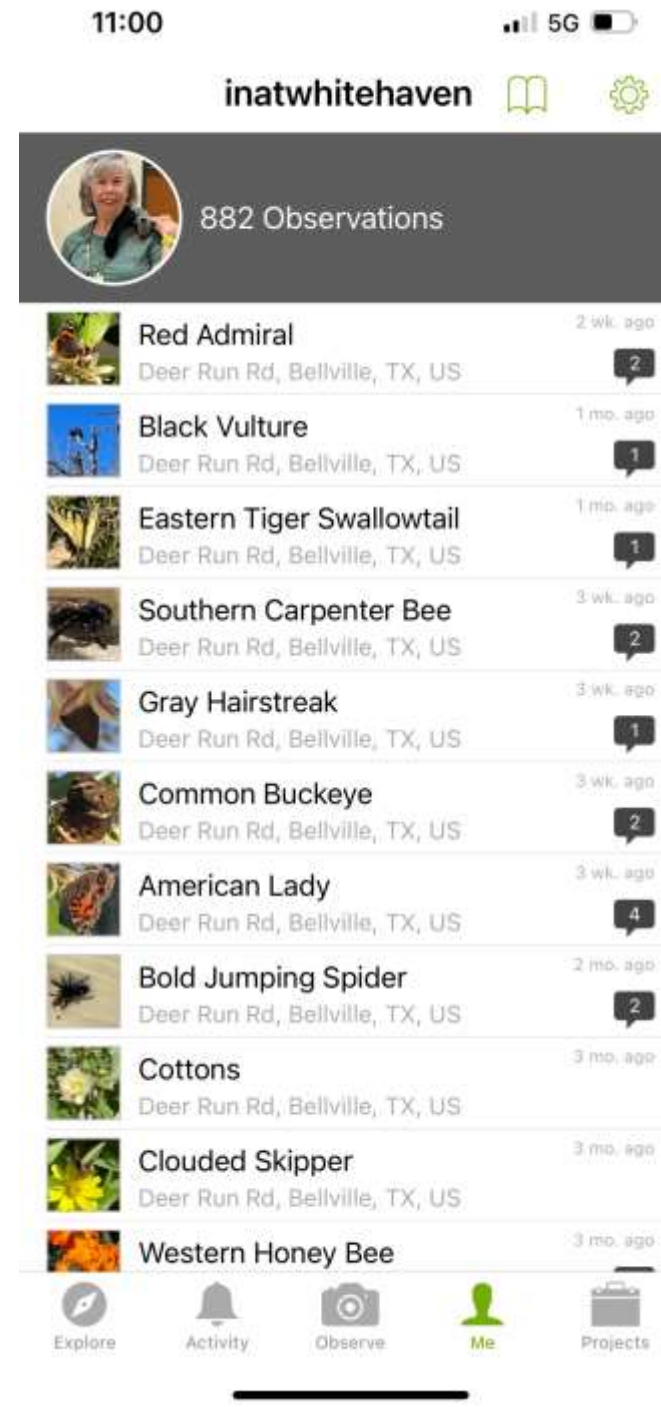 11:00
5G
inatwhitehaven
882 Observations
Red Admiral
2 wk. ago
Deer Run Rd, Bellville, TX, US
2
Black Vulture
1 mo. ago
Deer Run Rd, Bellville, TX, US
1
Eastern Tiger Swallowtail
1 mo. ago
Deer Run Rd, Bellville, TX, US
1
Southern Carpenter Bee
3 wk. ago
Deer Run Rd, Bellville, TX, US
2
Gray Hairstreak
3 wk. ago
Deer Run Rd, Bellville, TX, US
1
Common Buckeye
3 wk. ago
Deer Run Rd, Bellville, TX, US
2
American Lady
3 wk. ago
Deer Run Rd, Bellville, TX, US
4
Bold Jumping Spider
2 mo. ago
Deer Run Rd, Bellville, TX, US
2
Cottons
3 mo. ago
Deer Run Rd, Bellville, TX, US
Clouded Skipper
3 mo. ago
Deer Run Rd, Bellville, TX, US
Western Honey Bee
3 mo. ago
Explore
Activity
Observe
Me
Projects